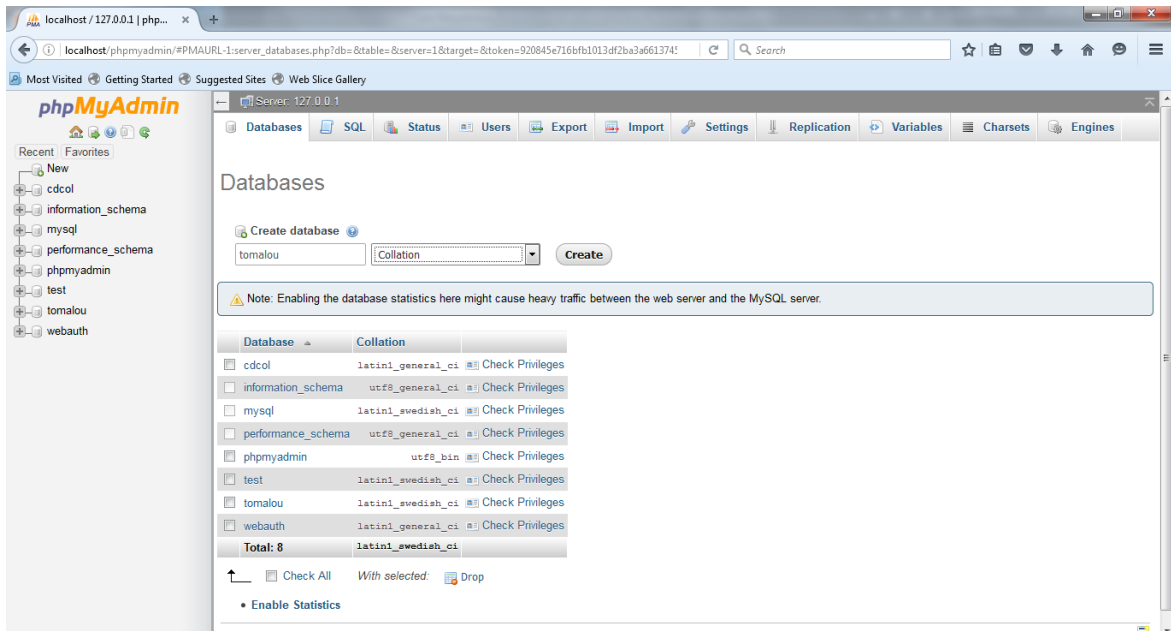 localhost / 127.0.0.1 | php... × +
localhost/phpmyadmin/#PMAURL-1:server_databases.php?db=&table=&server=1&target=&token=920845e716bfb1013df2ba3a661374! Search
Most Visited Getting Started Suggested Sites Web Slice Gallery
phpMyAdmin
Recent Favorites
New
cdcol
information_schema
mysql
performance_schema
phpmyadmin
test
tomalou
webauth
Server: 127.0.0.1
Databases SQL Status Users Export Import Settings Replication Variables Charsets Engines
Databases
Create database
tomalou Collation Create
Note: Enabling the database statistics here might cause heavy traffic between the web server and the MySQL server.
Database Collation
cdcol latin1_general_ci Check Privileges
information_schema utf8_general_ci Check Privileges
mysql latin1_swedish_ci Check Privileges
performance_schema utf8_general_ci Check Privileges
phpmyadmin utf8_bin Check Privileges
test latin1_swedish_ci Check Privileges
tomalou latin1_swedish_ci Check Privileges
webauth latin1_general_ci Check Privileges
Total: 8 latin1_swedish_ci
Check All With selected: Drop
• Enable Statistics